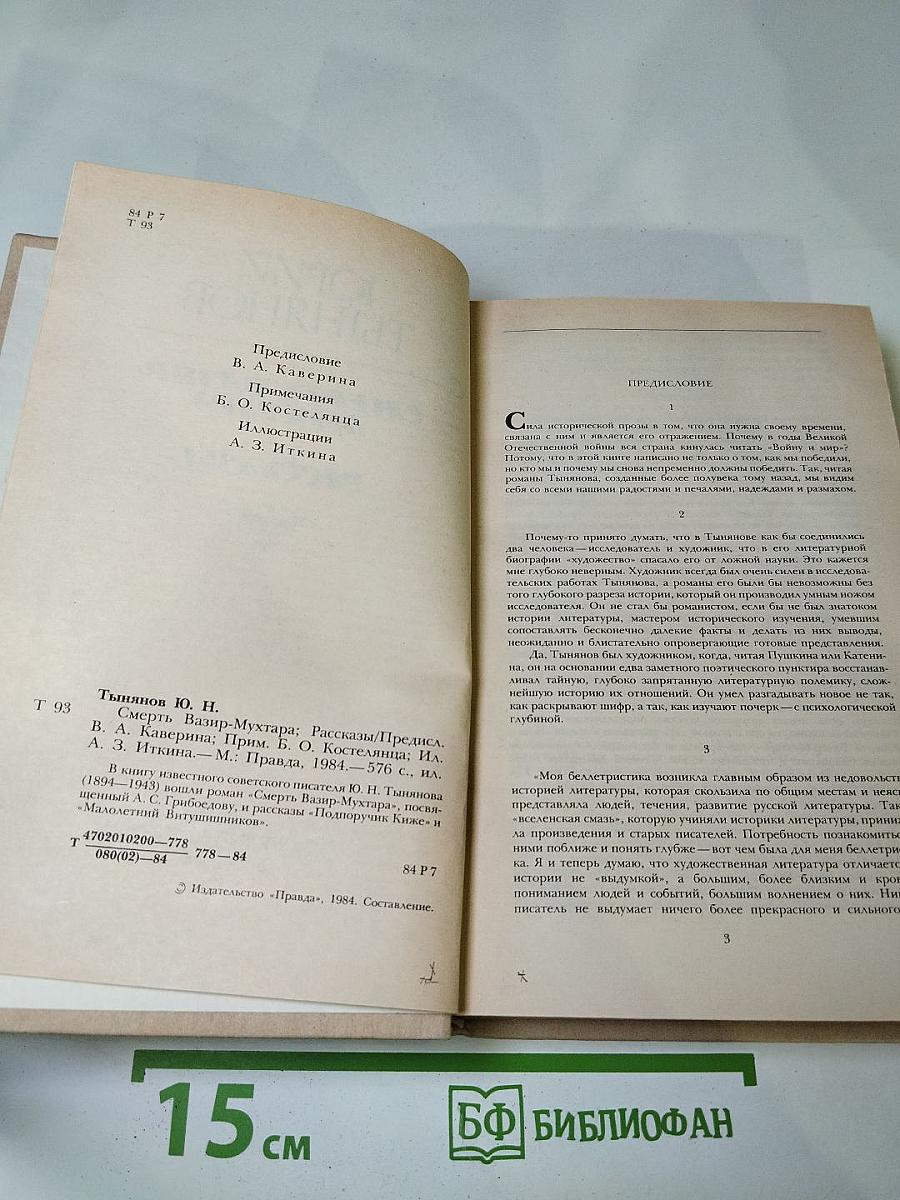 84 Р 7
Т 93
Предисловие
В. А. Каверина
Примечания
Б. О. Костелянца
Иллюстрации
А. З. Иткина
Тынянов Ю. Н.
Т 93 Смерть Вазир-Мухтара; Рассказы/Предисл.
В. А. Каверина; Прим. Б. О. Костелянца; Ил.
А. З. Иткина.— М.: Правда, 1984.—576 с., ил.
В книгу известного советского писателя Ю. Н. Тынянова
(1894—1943) вошли роман «Смерть Вазир-Мухтара», посвя-
щенный А. С. Грибоедову, и рассказы «Подпоручик Киже» и
«Малолетний Витушишников».
Т 4702010200—778
080(02)—84 778—84
84 Р 7
© Издательство «Правда», 1984. Составление.
ПРЕДИСЛОВИЕ
1
Сила исторической прозы в том, что она нужна своему времени,
связана с ним и является его отражением. Почему в годы Великой
Отечественной войны вся страна кинулась читать «Войну и мир»?
Потому, что в этой книге написано не только о том, как мы победили,
но кто мы и почему мы снова непременно должны победить. Так, читая
романы Тынянова, созданные более полувека тому назад, мы видим
себя со всеми нашими радостями и печалями, надеждами и размахом.
2
Почему-то принято думать, что в Тынянове как бы соединились
два человека—исследователь и художник, что в его литературной
биографии «художество» спасало его от ложной науки. Это кажется
мне глубоко неверным. Художник всегда был очень силен в исследова-
тельских работах Тынянова, а романы его были бы невозможны без
того глубокого разреза истории, который он производил умным ножом
исследователя. Он не стал бы романистом, если бы не был знатоком
истории литературы, мастером исторического изучения, умевшим
сопоставлять бесконечно далекие факты и делать из них выводы,
неожиданно и блистательно опровергающие готовые представления.
Да, Тынянов был художником, когда, читая Пушкина или Катени-
на, он на основании едва заметного поэтического пунктира восстанав-
ливал тайную, глубоко запрятанную литературную полемику, слож-
нейшую историю их отношений. Он умел разгадывать новое не так,
как раскрывают шифр, а так, как изучают почерк—с психологической
глубиной.
3
«Моя беллетристика возникла главным образом из недовольств
историей литературы, которая скользила по общим местам и неяс
представляла людей, течения, развитие русской литературы. Так
«вселенская смазь», которую учиняли историки литературы, приниж
ла произведения и старых писателей. Потребность познакомитьс
ними поближе и понять глубже—вот чем была для меня беллетрис
ка. Я и теперь думаю, что художественная литература отличаетс
истории не «выдумкой», а большим, более близким и кров
пониманием людей и событий, большим волнением о них. Ник
писатель не выдумает ничего более прекрасного и сильного
3
15 см
БФ БИБЛИОФАН